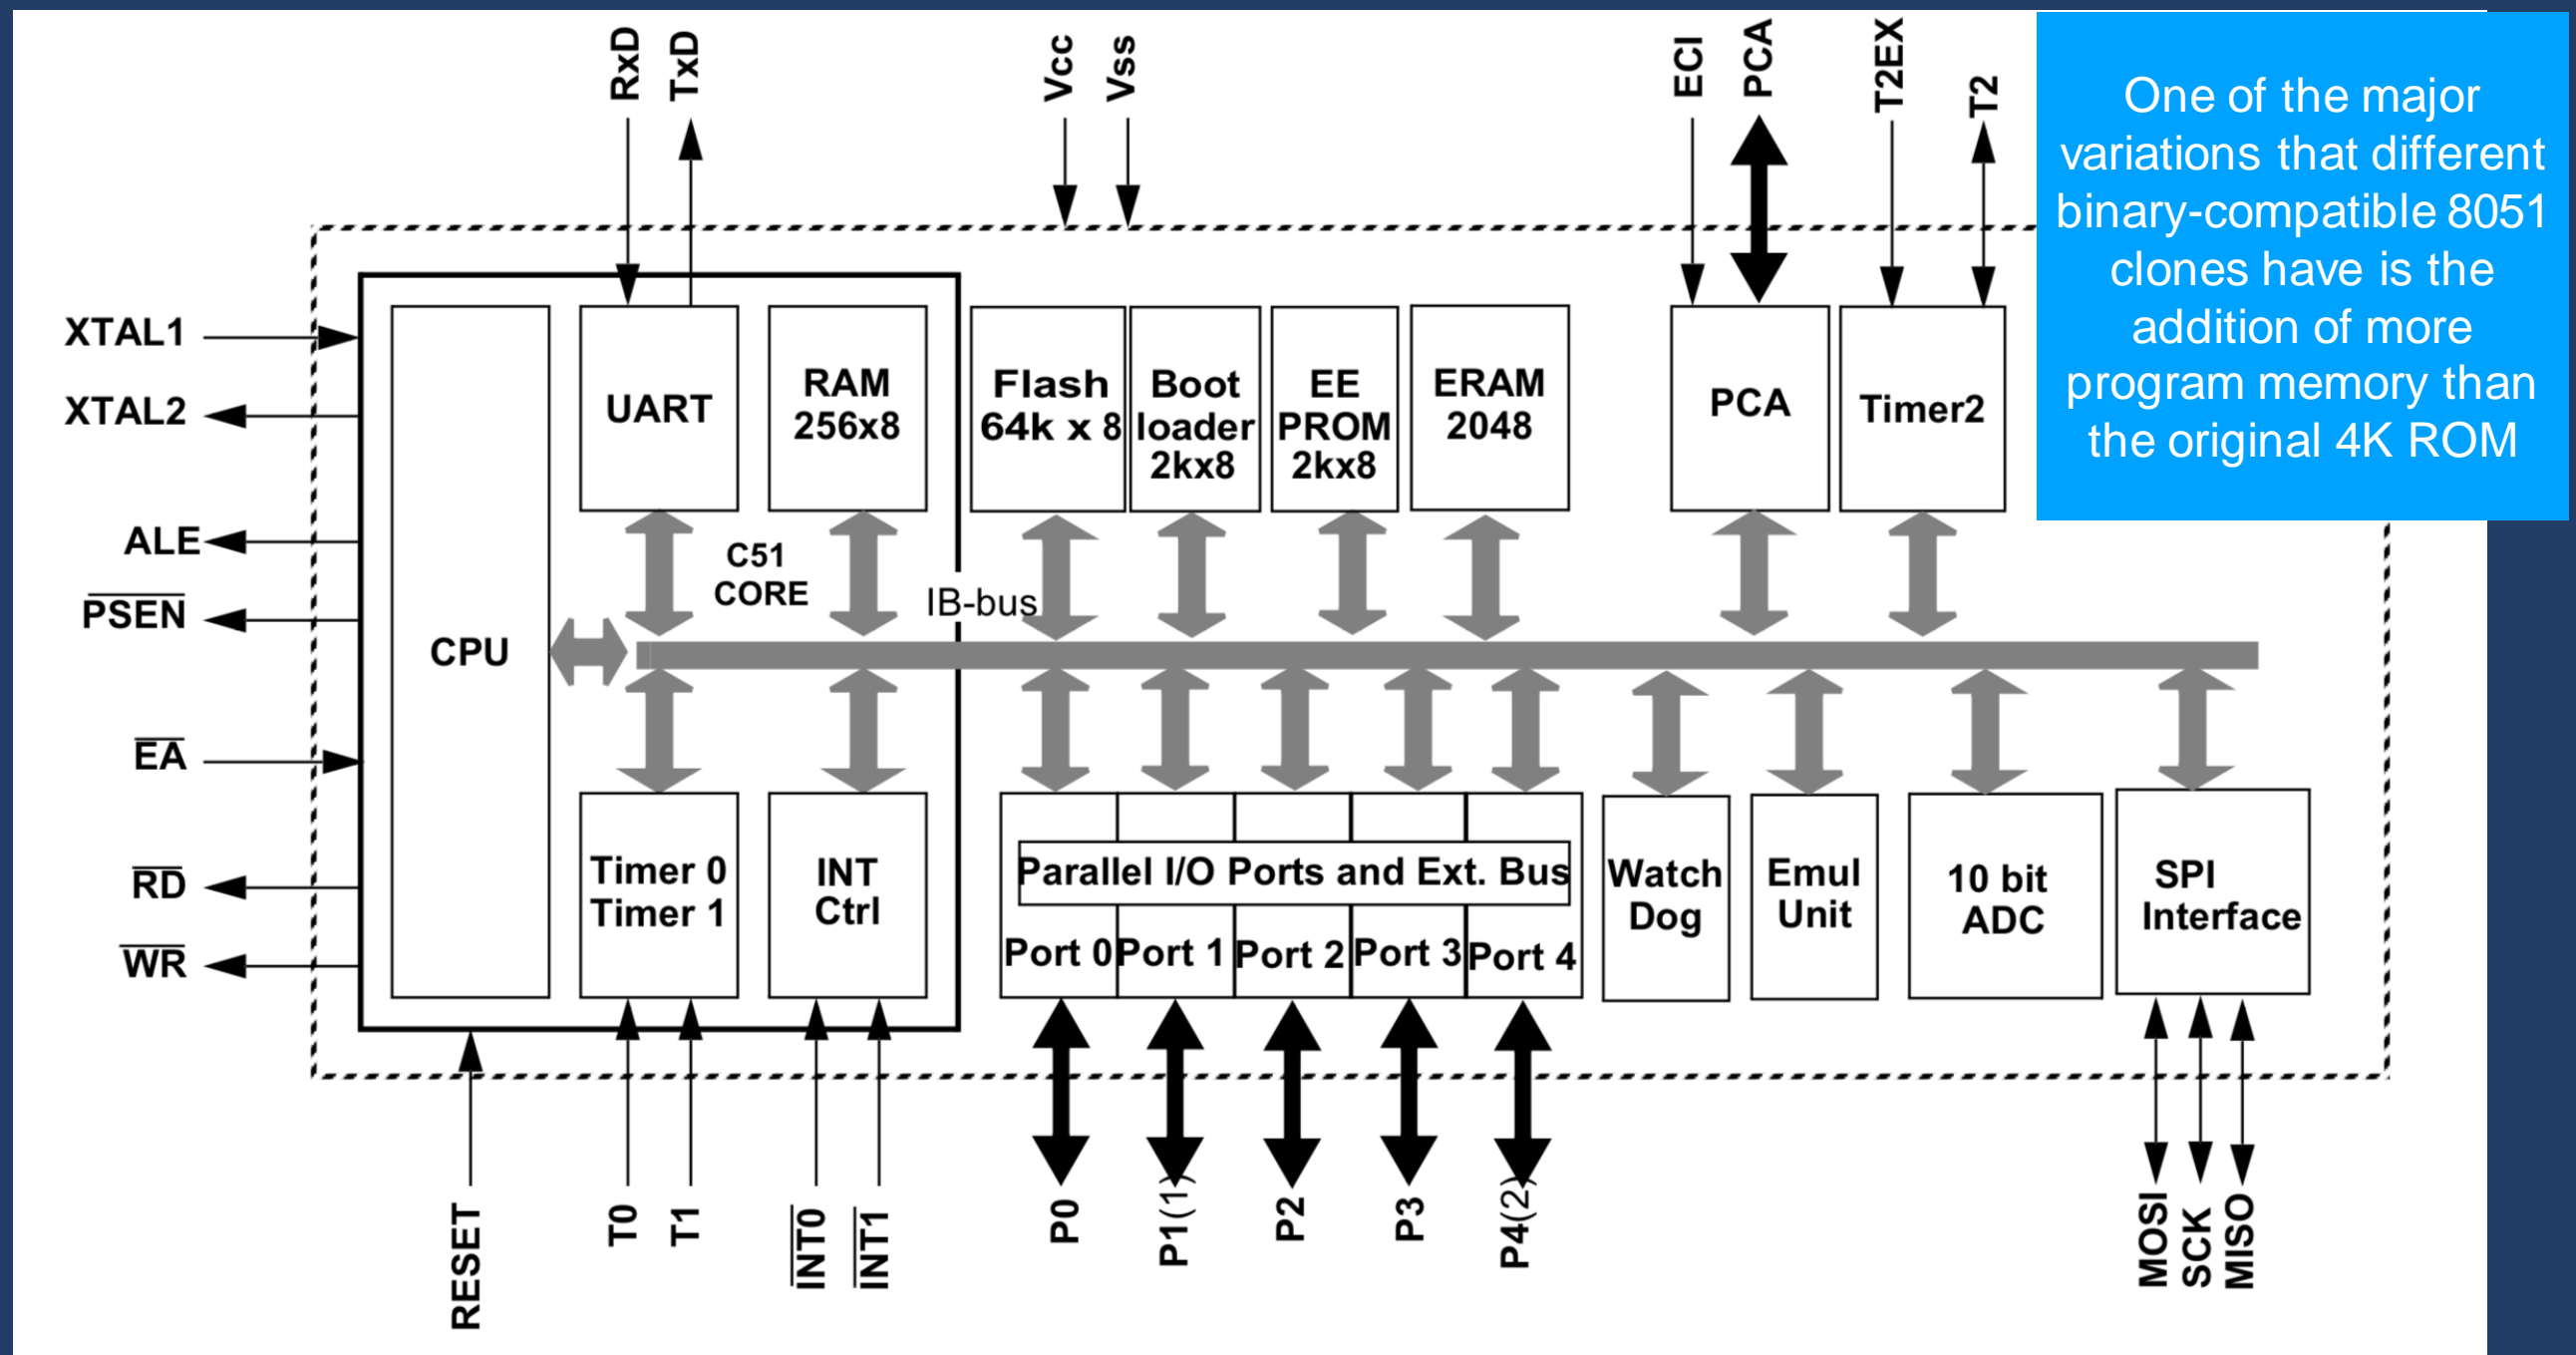 RxD
TxD
Vcc
Vss
ECI
PCA
T2EX
T2
One of the major
variations that different
binary-compatible 8051
clones have is the
addition of more
program memory than
the original 4K ROM
XTAL1
XTAL2
ALE
PSEN
EA
RD
WR
CPU
UART
RAM
256x8
C51
CORE
IB-bus
Flash
64k x 8
Boot
loader
2kx8
EE
PROM
2kx8
ERAM
2048
PCA
Timer2
Timer 0
Timer 1
INT
Ctrl
Parallel I/O Ports and Ext. Bus
Port 0
Port 1
Port 2
Port 3
Port 4
Watch
Dog
Emul
Unit
10 bit
ADC
SPI
Interface
RESET
T0
T1
INT0
INT1
P0
P1(1)
P2
P3
P4(2)
MOSI
SCK
MISO